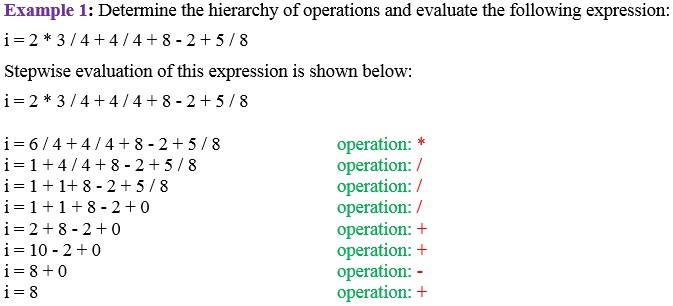 Example 1: Determine the hierarchy of operations and evaluate the following expression:
i = 2 * 3 / 4 + 4 / 4 + 8 - 2 + 5 / 8
Stepwise evaluation of this expression is shown below:
i = 2 * 3 / 4 + 4 / 4 + 8 - 2 + 5 / 8
i = 6 / 4 + 4 / 4 + 8 - 2 + 5 / 8 operation: *
i = 1 + 4 / 4 + 8 - 2 + 5 / 8 operation: /
i = 1 + 1+ 8 - 2 + 5 / 8 operation: /
i = 1 + 1 + 8 - 2 + 0 operation: /
i = 2 + 8 - 2 + 0 operation: +
i = 10 - 2 + 0 operation: +
i = 8 + 0 operation: -
i = 8 operation: +